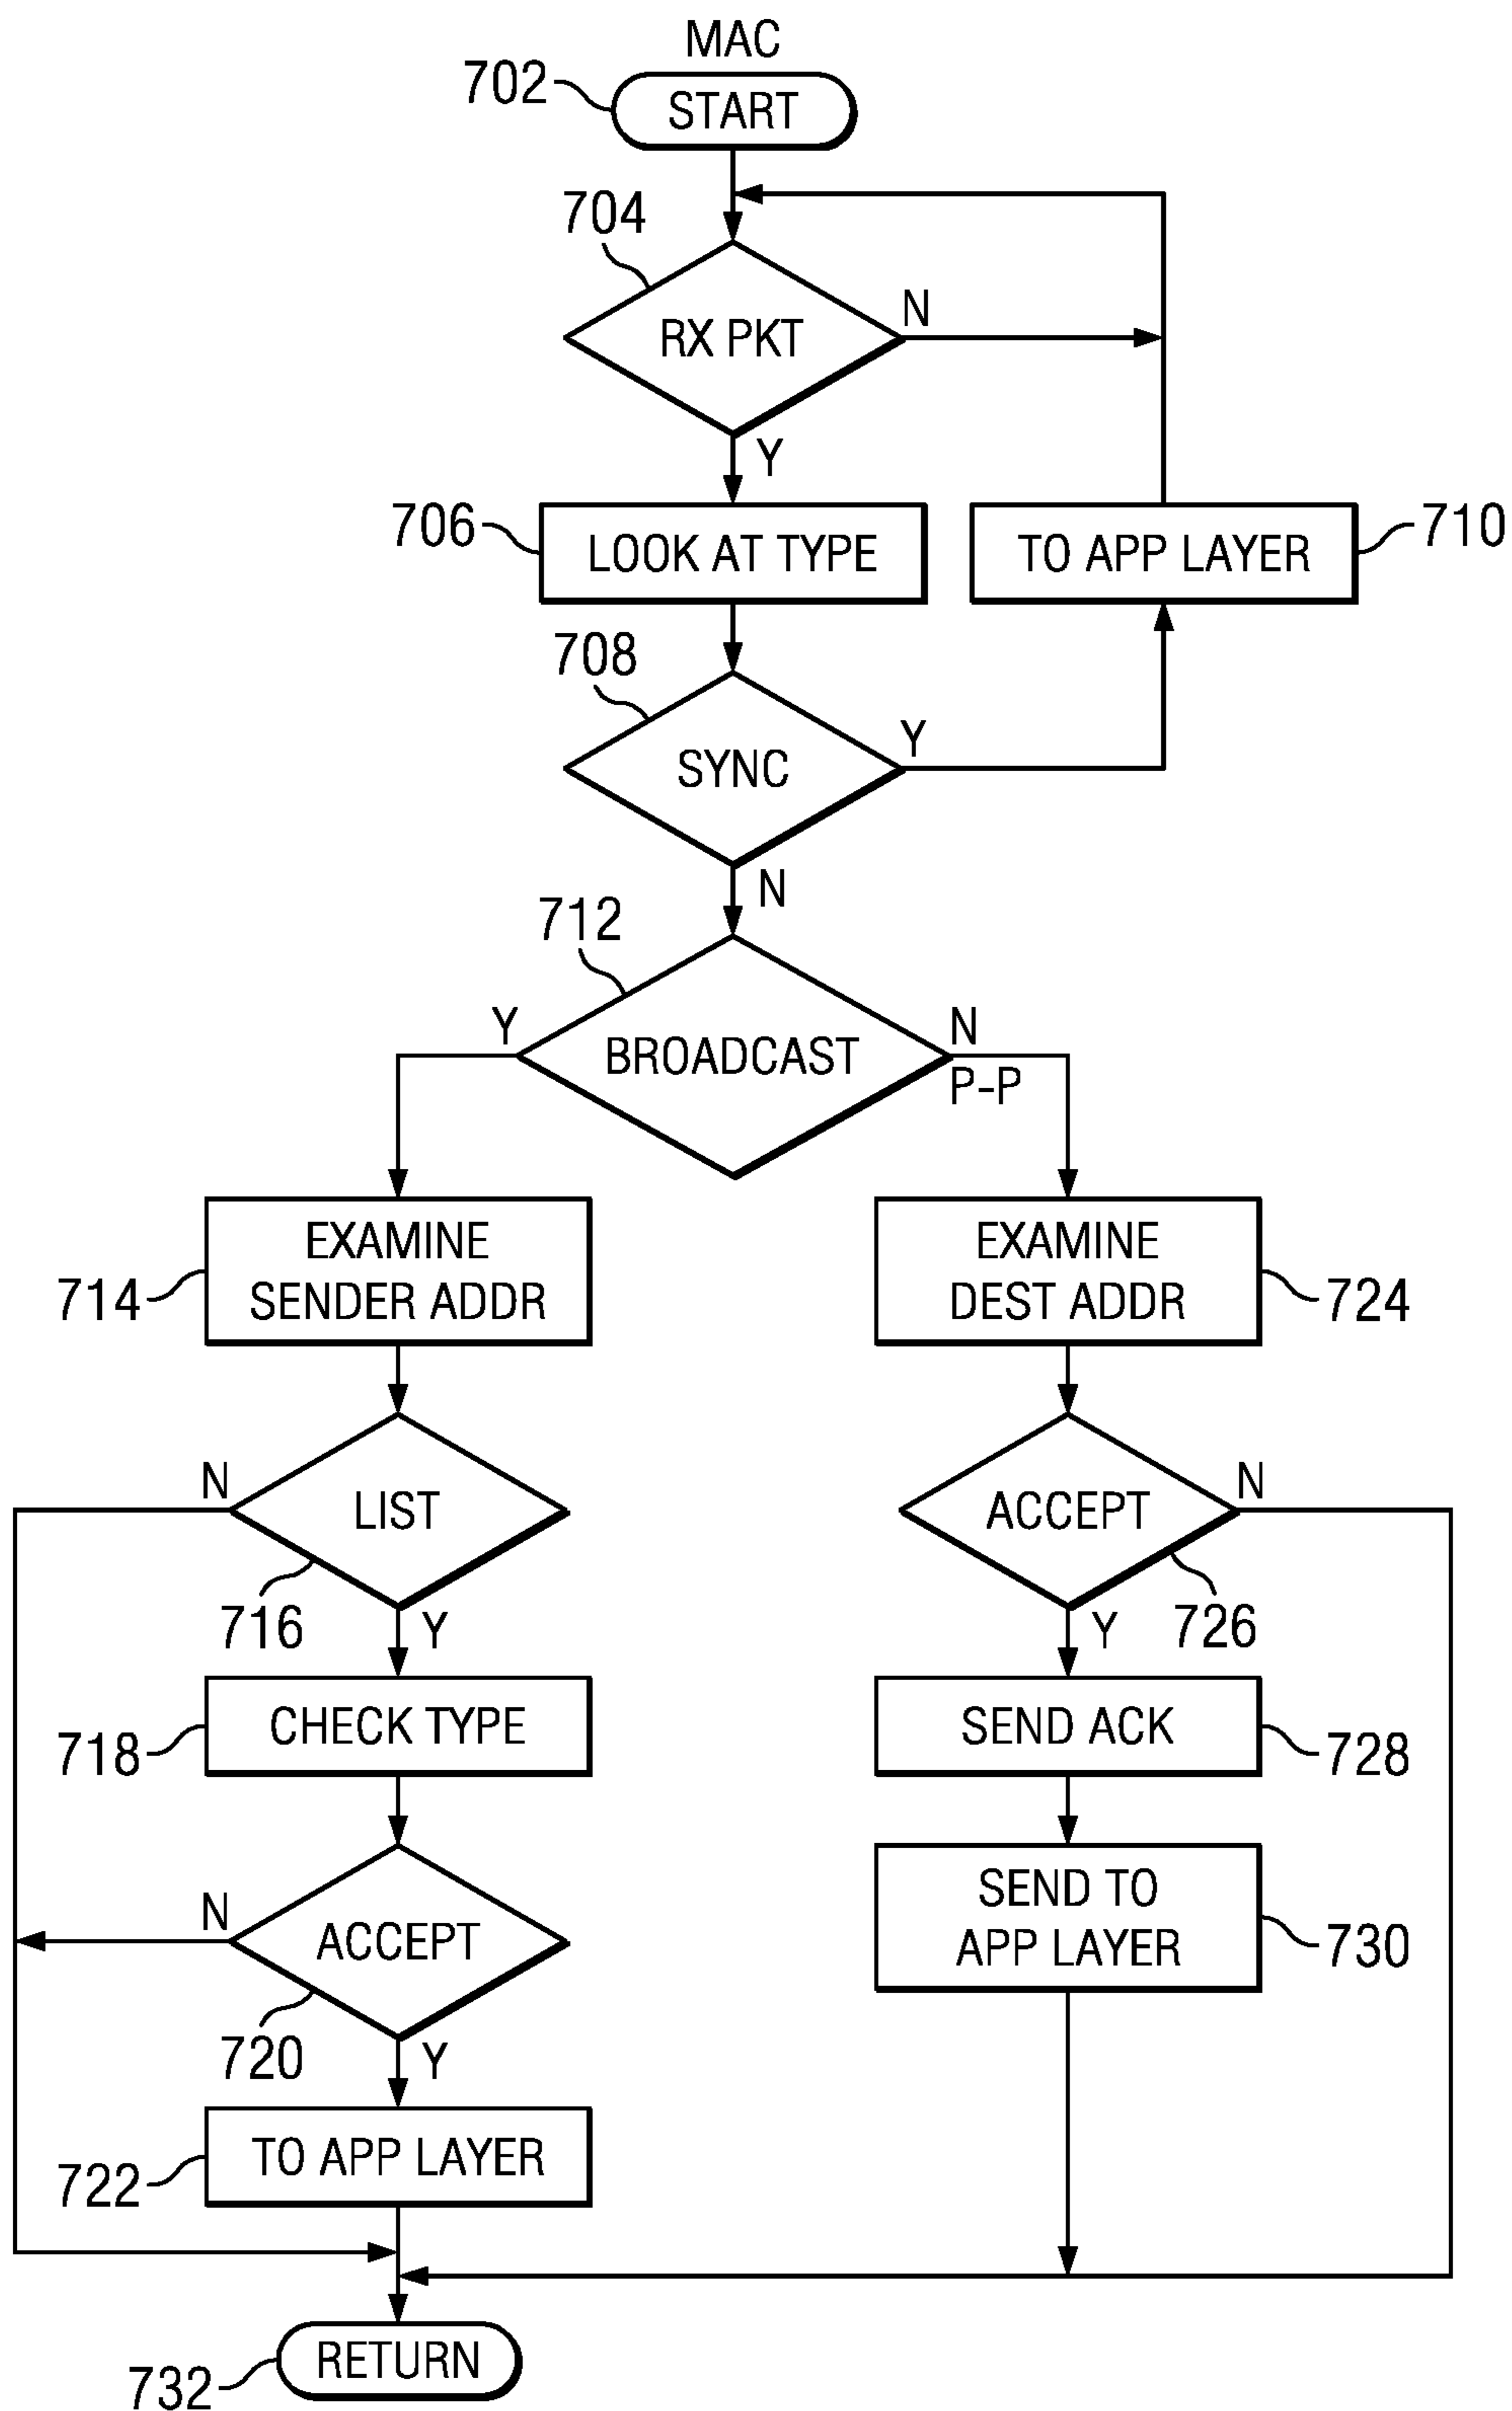 MAC
702
START
704
RX PKT
N
Y
706
LOOK AT TYPE
TO APP LAYER
710
708
SYNC
Y
N
712
Y
BROADCAST
N
P-P
714
EXAMINE
SENDER ADDR
EXAMINE
DEST ADDR
724
N
LIST
716
Y
ACCEPT
N
726
Y
718
CHECK TYPE
SEND ACK
728
N
ACCEPT
720
Y
SEND TO
APP LAYER
730
722
TO APP LAYER
732
RETURN